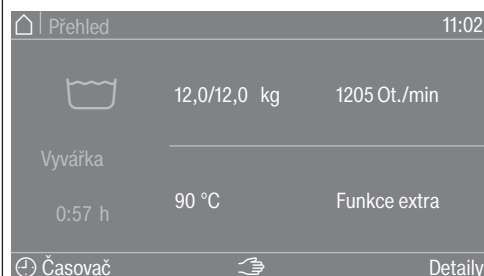 Přehled 11:02
12,0/12,0 kg 1205 Ot./min
Vyvářka
90 °C Funkce extra
0:57 h
Časovač Detaily